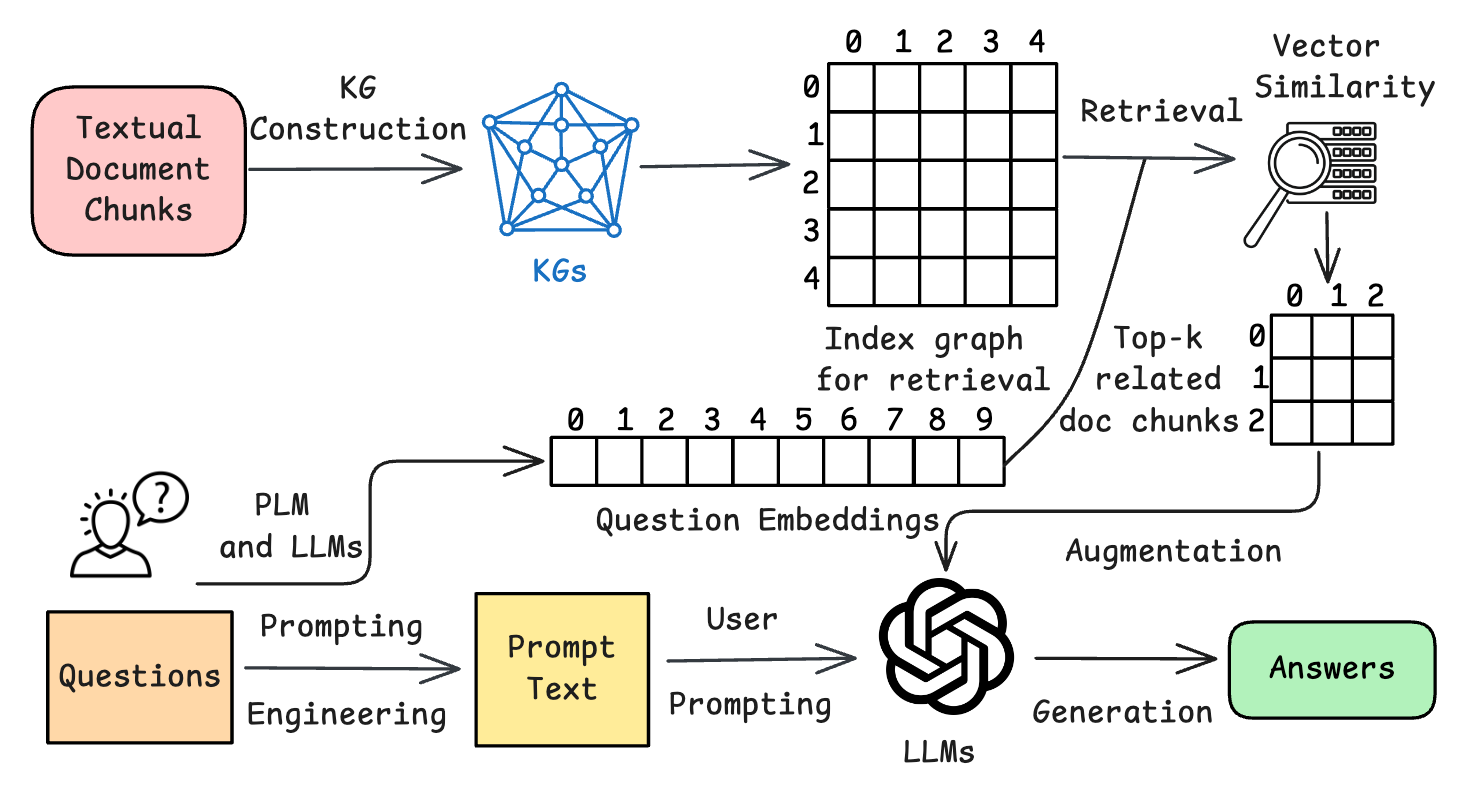 Textual
Document
Chunks
KG
Construction
KGs
0 1 2 3 4
0
1
2
3
4
Index graph
for retrieval
Retrieval
Vector
Similarity
0 1 2
0
1
2
Top-k
related
doc chunks
0 1 2 3 4 5 6 7 8 9
Question Embeddings
?
PLM
and LLMs
Augmentation
Questions
Prompting
Engineering
Prompt
Text
User
Prompting
LLMs
Generation
Answers